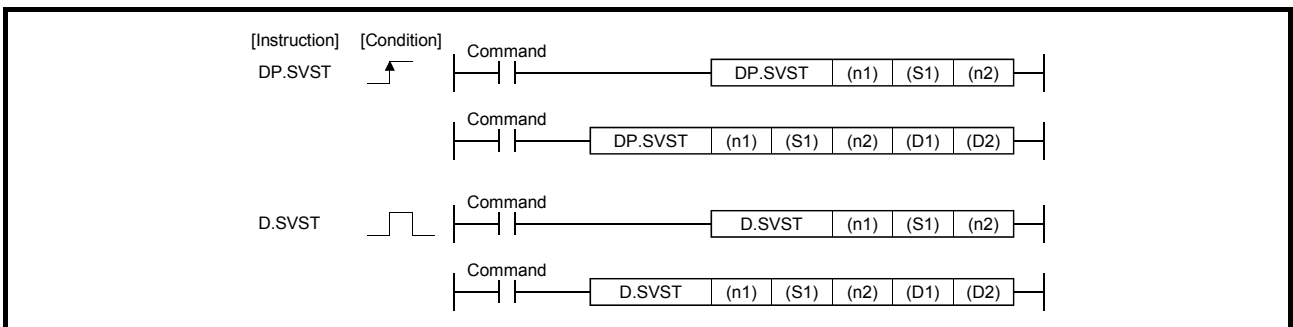 [Instruction] [Condition]
Command
DP.SVST DP.SVST (n1) (S1) (n2)
Command
DP.SVST (n1) (S1) (n2) (D1) (D2)
Command
D.SVST D.SVST (n1) (S1) (n2)
Command
D.SVST (n1) (S1) (n2) (D1) (D2)